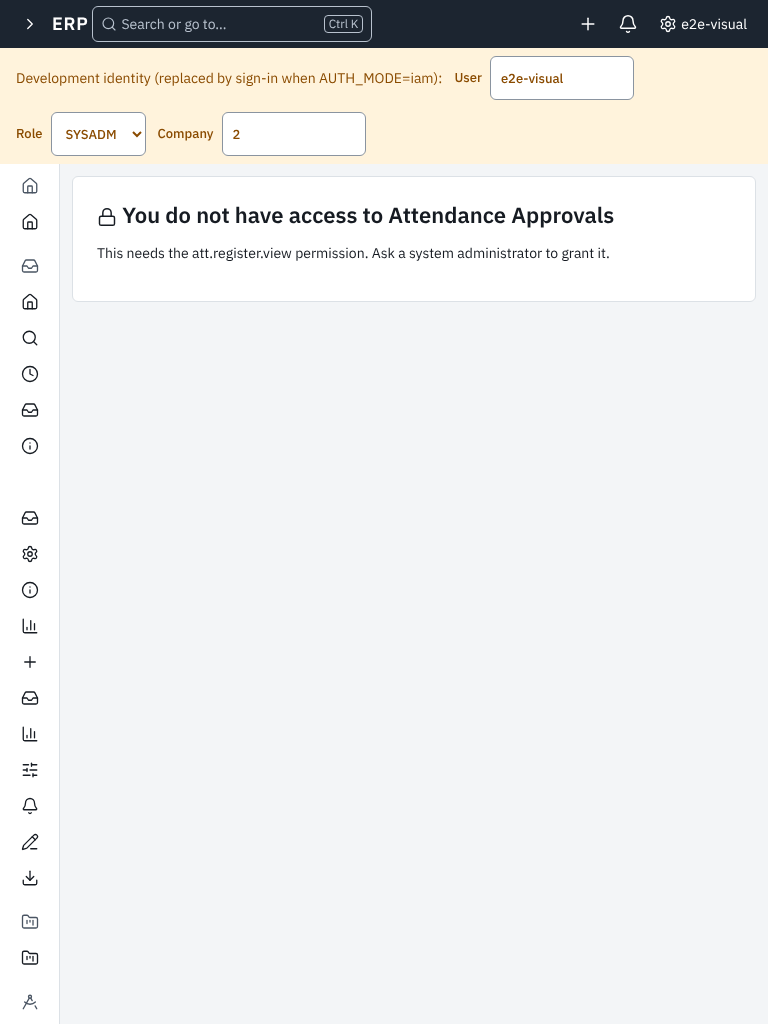 ERP Search or go to... Ctrl K e2e-visual
Development identity (replaced by sign-in when AUTH_MODE=iam): User e2e-visual
Role SYSADM Company 2
You do not have access to Attendance Approvals
This needs the att.register.view permission. Ask a system administrator to grant it.